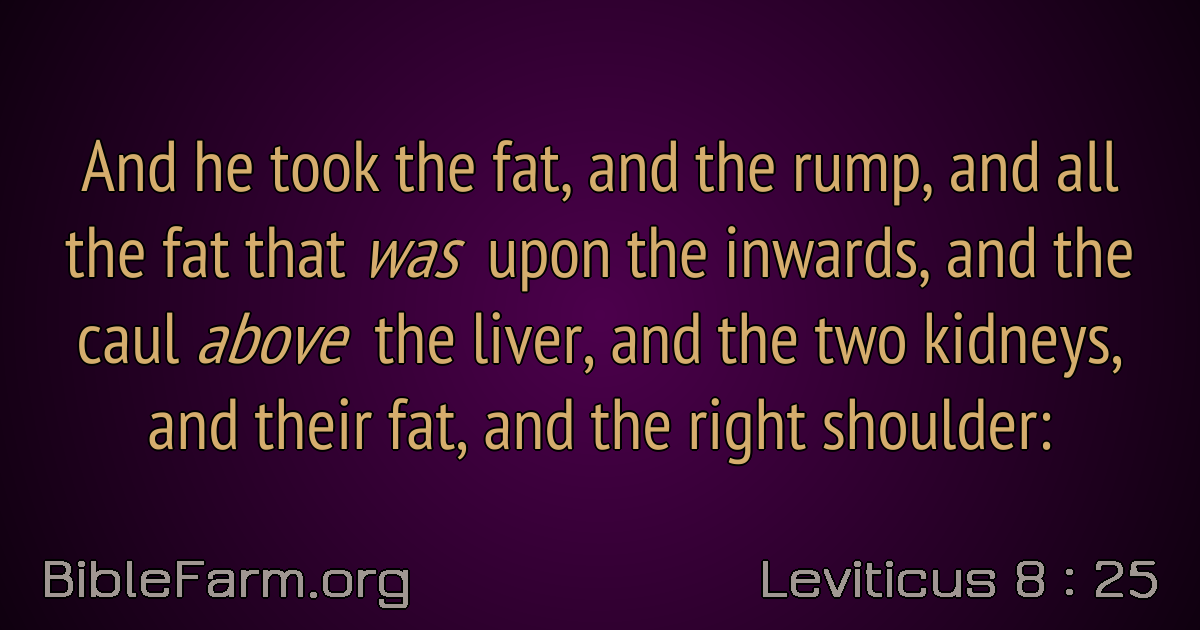 And he took the fat, and the rump, and all
the fat that was upon the inwards, and the
caul above the liver, and the two kidneys,
and their fat, and the right shoulder:
BibleFarm.org
Leviticus 8 : 25